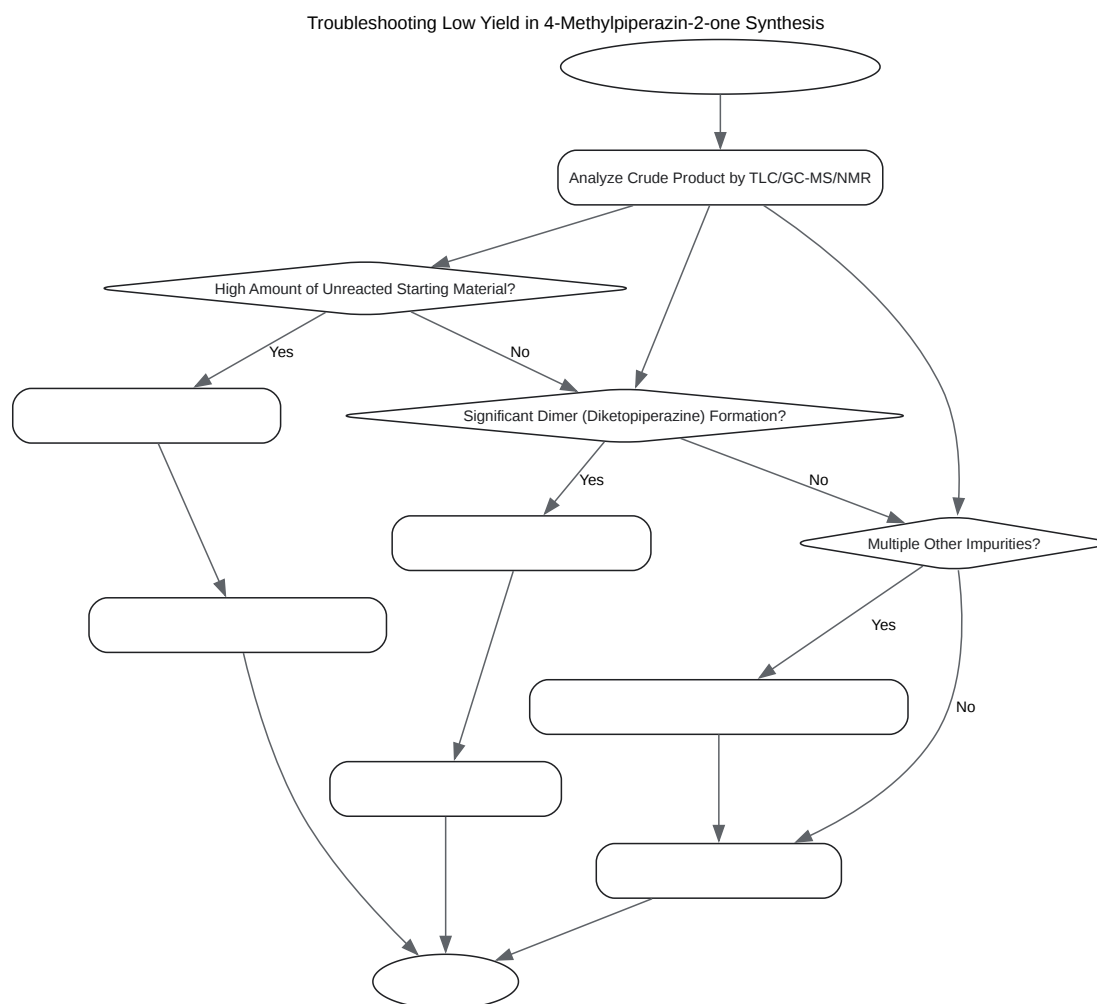 Troubleshooting Low Yield in 4-Methylpiperazin-2-one Synthesis
Analyze Crude Product by TLC/GC-MS/NMR
High Amount of Unreacted Starting Material?
Yes
No
Significant Dimer (Diketopiperazine) Formation?
Yes
No
Multiple Other Impurities?
Yes
No